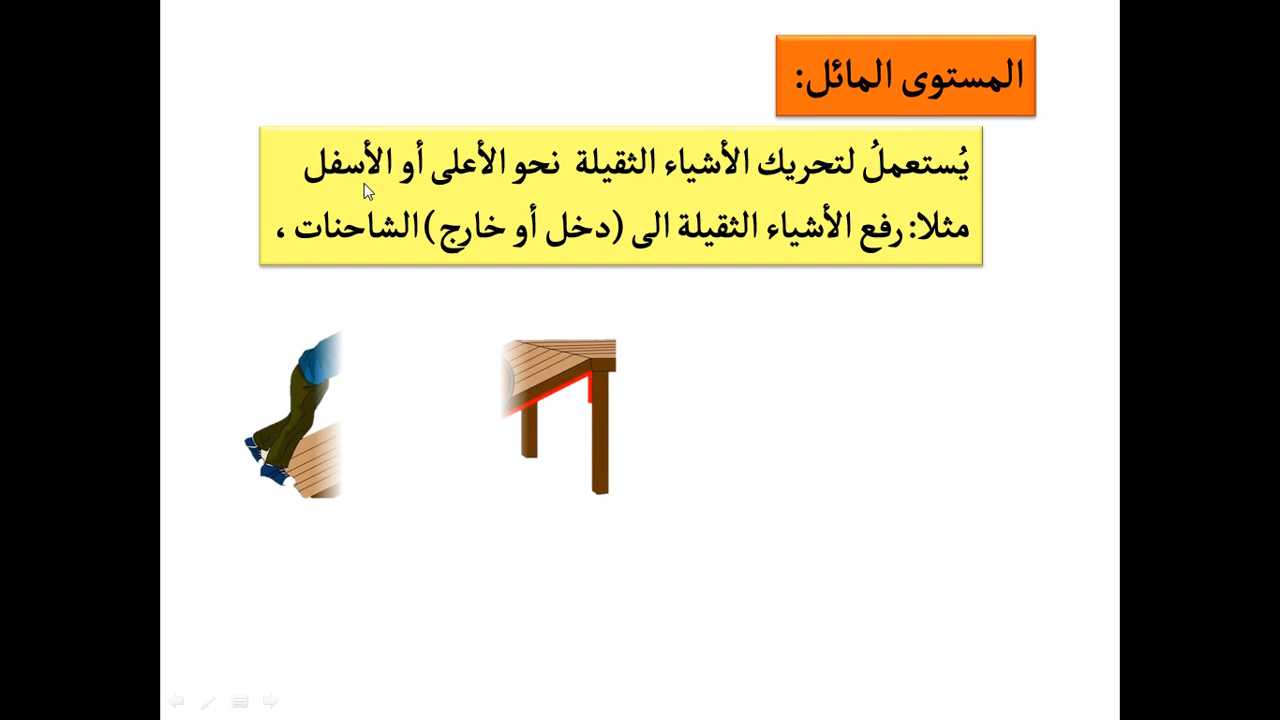 المستوى المائل:
يُستعملُ لتحريك الأشياء الثقيلة نحو الأعلى أو الأسفل
مثلا: رفع الأشياء الثقيلة الى (دخل أو خارج) الشاحنات ،